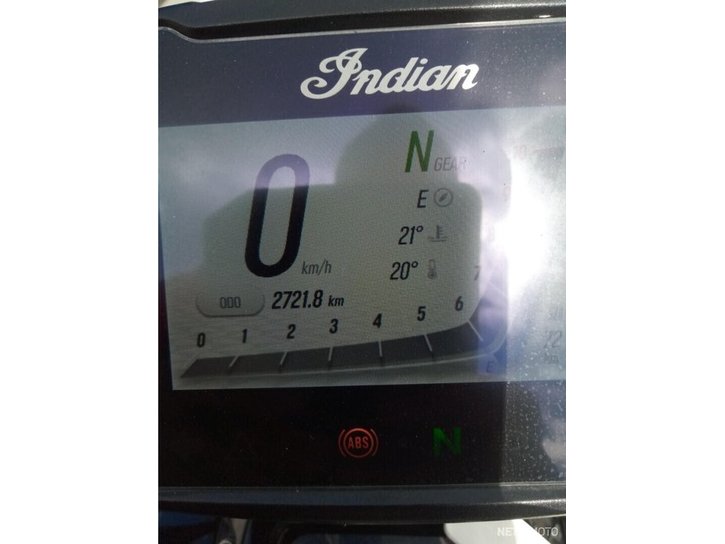 Indian
0 km/h
N GEAR
E
21°
20°
ODO 2721.8 km
0 1 2 3 4 5 6 7
E
ABS N